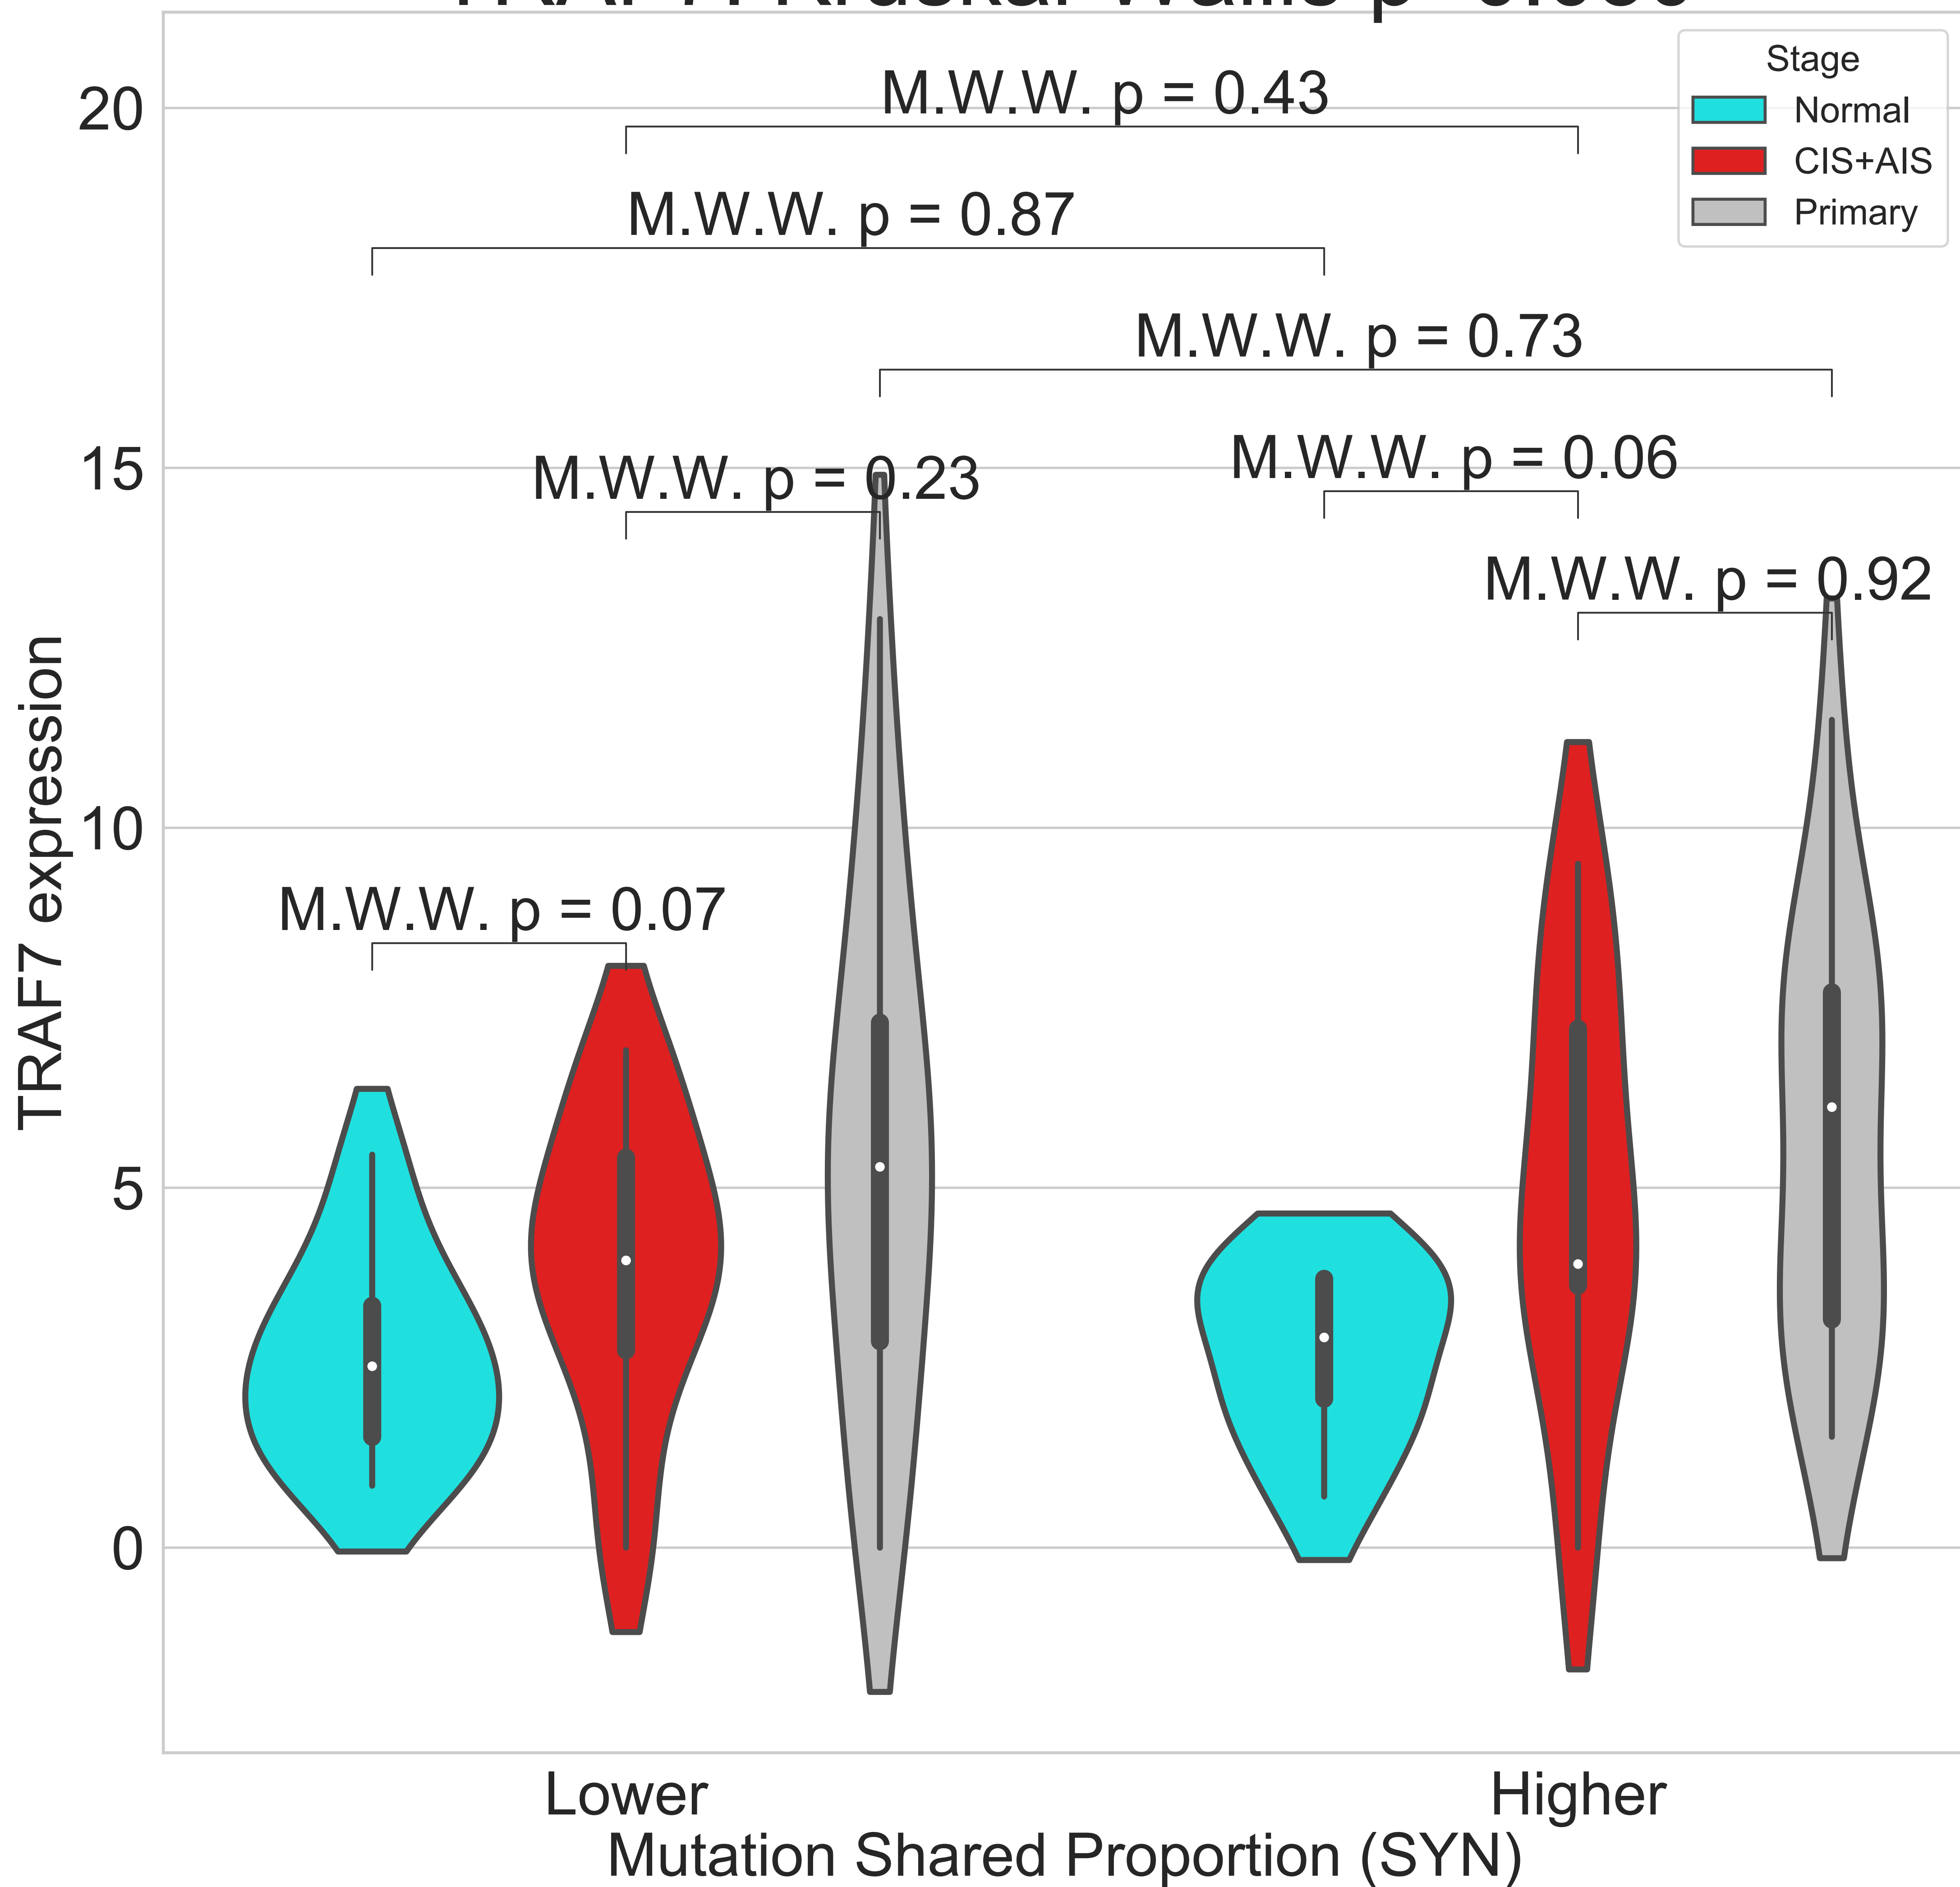 Stage
Normal
CIS+AIS
Primary
M.W.W. p = 0.43
M.W.W. p = 0.87
M.W.W. p = 0.73
M.W.W. p = 0.23
M.W.W. p = 0.06
M.W.W. p = 0.92
M.W.W. p = 0.07
20
15
10
5
0
TRAF7 expression
Lower
Higher
Mutation Shared Proportion (SYN)